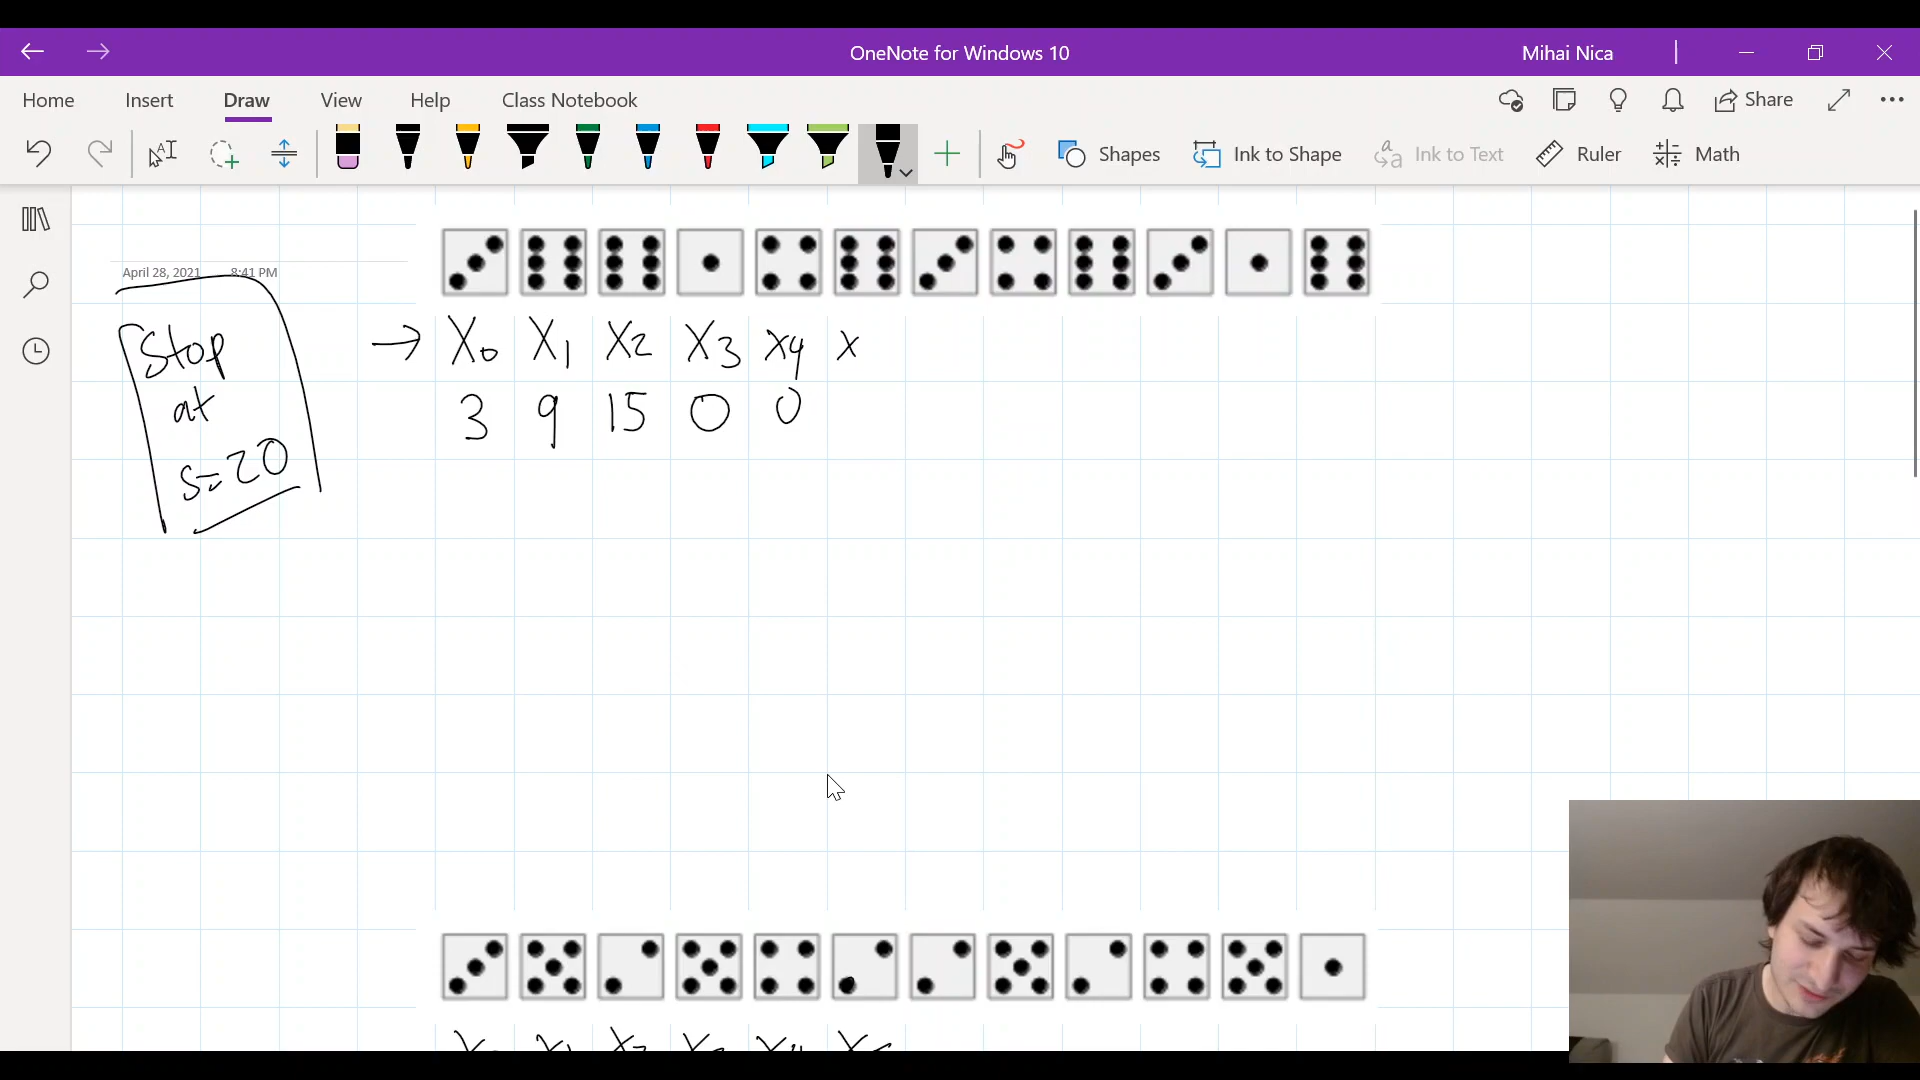 OneNote for Windows 10
Mihai Nica
Home Insert Draw View Help Class Notebook
Share
Shapes Ink to Shape Ink to Text Ruler Math
April 28, 2021 8:41 PM
Stop
at
s=20
→ X₀ X₁ X₂ X₃ X₄ X
3 9 15 0 0